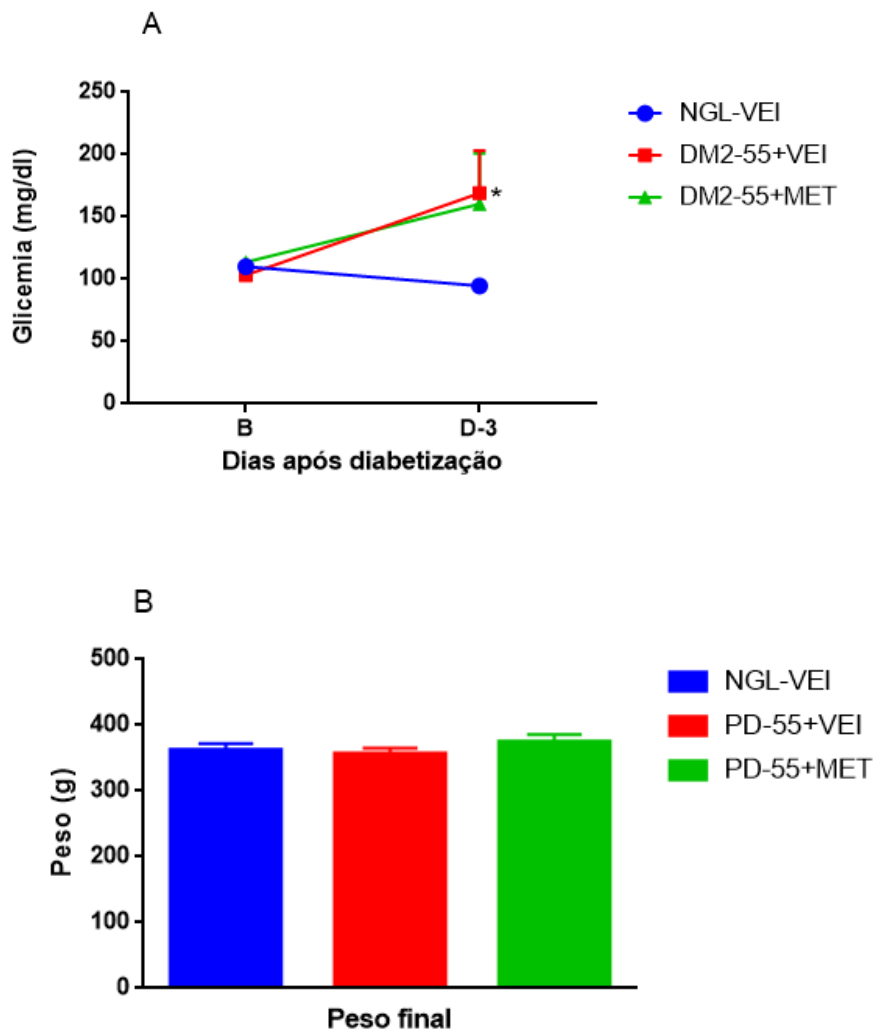 A
250
200
150
100
50
0
Glicemia (mg/dl)
*
B
D-3
Dias após diabetização
NGL-VEI
DM2-55+VEI
DM2-55+MET
B
500
400
300
200
100
0
Peso (g)
Peso final
NGL-VEI
PD-55+VEI
PD-55+MET